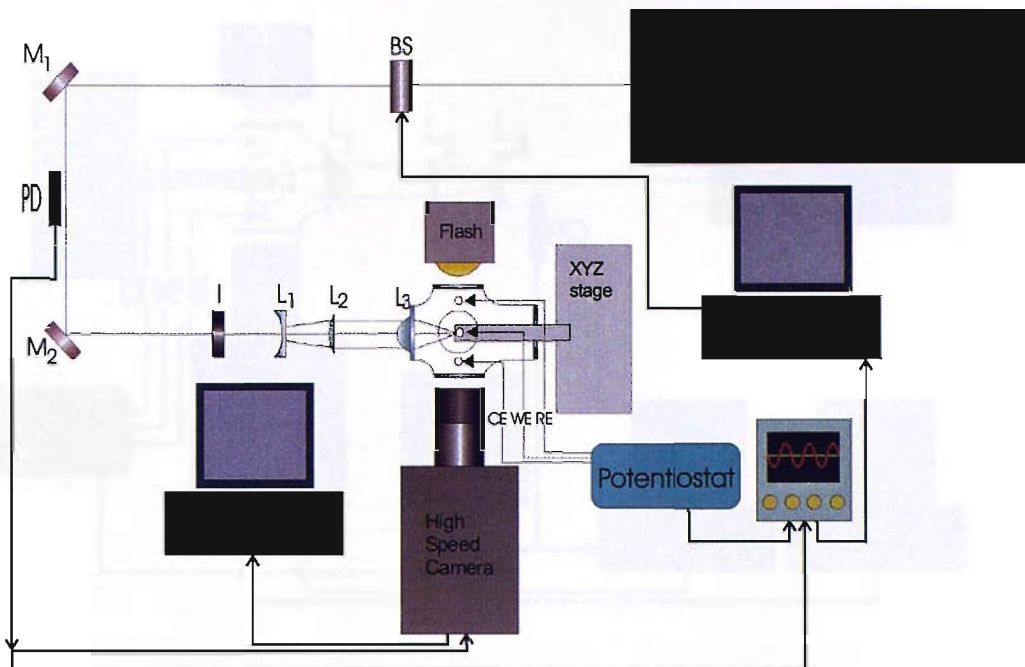 M1
BS
PD
Flash
XYZ
stage
I
L1
L2
L3
M2
CE WE RE
Potentiostat
High
Speed
Camera